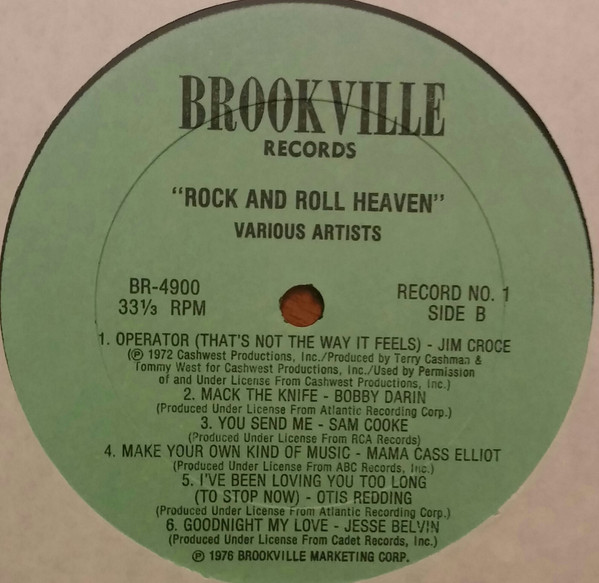 BROOKVILLE
RECORDS
"ROCK AND ROLL HEAVEN"
VARIOUS ARTISTS
BR-4900
33⅓ RPM
RECORD NO. 1
SIDE B
1. OPERATOR (THAT'S NOT THE WAY IT FEELS) - JIM CROCE
(℗ 1972 Cashwest Productions, Inc./Produced by Terry Cashman &
Tommy West for Cashwest Productions, Inc./Used by Permission
of and Under License From Cashwest Productions, Inc.)
2. MACK THE KNIFE - BOBBY DARIN
(Produced Under License From Atlantic Recording Corp.)
3. YOU SEND ME - SAM COOKE
(Produced Under License From RCA Records)
4. MAKE YOUR OWN KIND OF MUSIC - MAMA CASS ELLIOT
(Produced Under License From ABC Records, Inc.)
5. I'VE BEEN LOVING YOU TOO LONG
(TO STOP NOW) - OTIS REDDING
(Produced Under License From Atlantic Recording Corp.)
6. GOODNIGHT MY LOVE - JESSE BELVIN
(Produced Under License From Cadet Records, Inc.)
℗ 1976 BROOKVILLE MARKETING CORP.